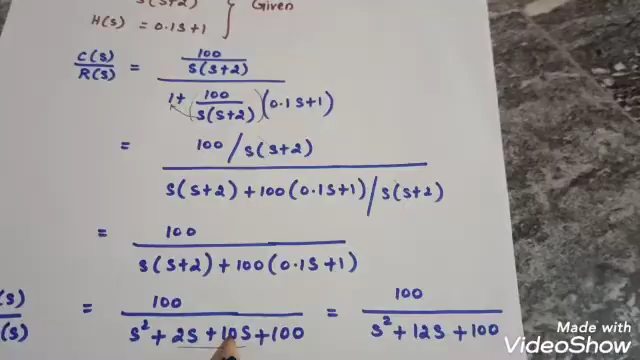 S(S+2) } Given
H(S) = 0.1S+1
C(S)/R(S) = (100 / S(S+2)) / (1 + (100 / S(S+2)) (0.1S+1))
= (100 / S(S+2)) / (S(S+2) + 100(0.1S+1) / S(S+2))
= 100 / (S(S+2) + 100(0.1S+1))
(S)/(S) = 100 / (S² + 2S + 10S + 100) = 100 / (S² + 12S + 100)
Made with
VideoShow